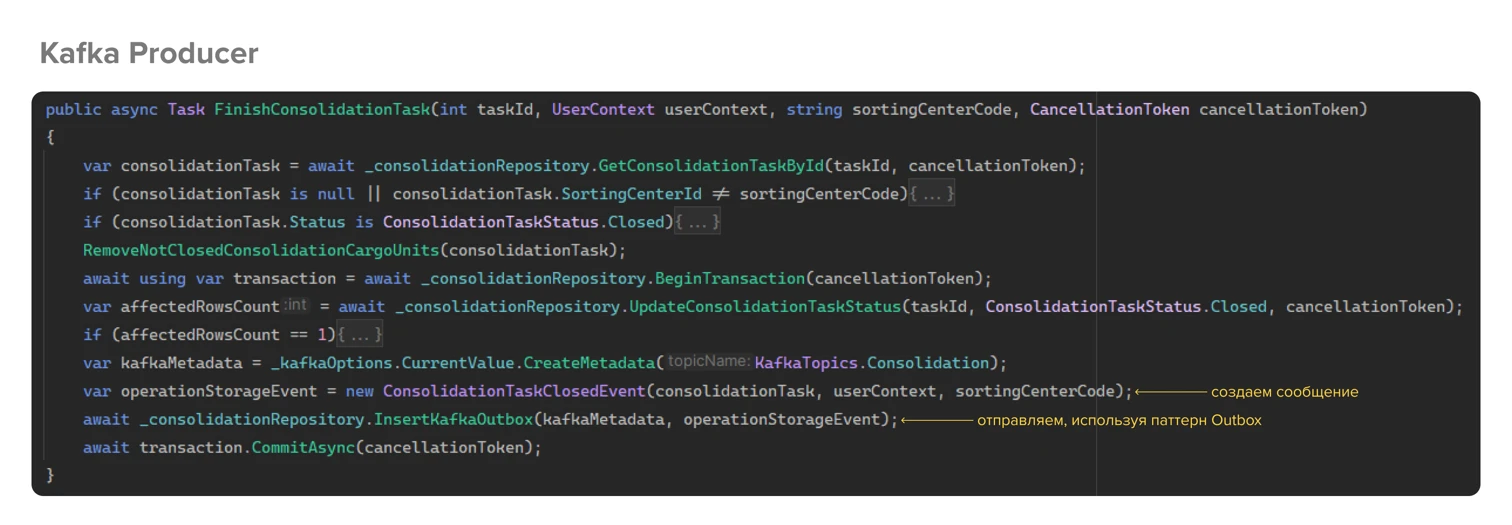 Kafka Producer
public async Task FinishConsolidationTask(int taskId, UserContext userContext, string sortingCenterCode, CancellationToken cancellationToken)
{
var consolidationTask = await _consolidationRepository.GetConsolidationTaskById(taskId, cancellationToken);
if (consolidationTask is null || consolidationTask.SortingCenterId ≠ sortingCenterCode){...}
if (consolidationTask.Status is ConsolidationTaskStatus.Closed){...}
RemoveNotClosedConsolidationCargoUnits(consolidationTask);
await using var transaction = await _consolidationRepository.BeginTransaction(cancellationToken);
var affectedRowsCount:int = await _consolidationRepository.UpdateConsolidationTaskStatus(taskId, ConsolidationTaskStatus.Closed, cancellationToken);
if (affectedRowsCount == 1){...}
var kafkaMetadata = _kafkaOptions.CurrentValue.CreateMetadata(topicName:KafkaTopics.Consolidation);
var operationStorageEvent = new ConsolidationTaskClosedEvent(consolidationTask, userContext, sortingCenterCode); создаем сообщение
await _consolidationRepository.InsertKafkaOutbox(kafkaMetadata, operationStorageEvent); отправляем, используя паттерн Outbox
await transaction.CommitAsync(cancellationToken);
}